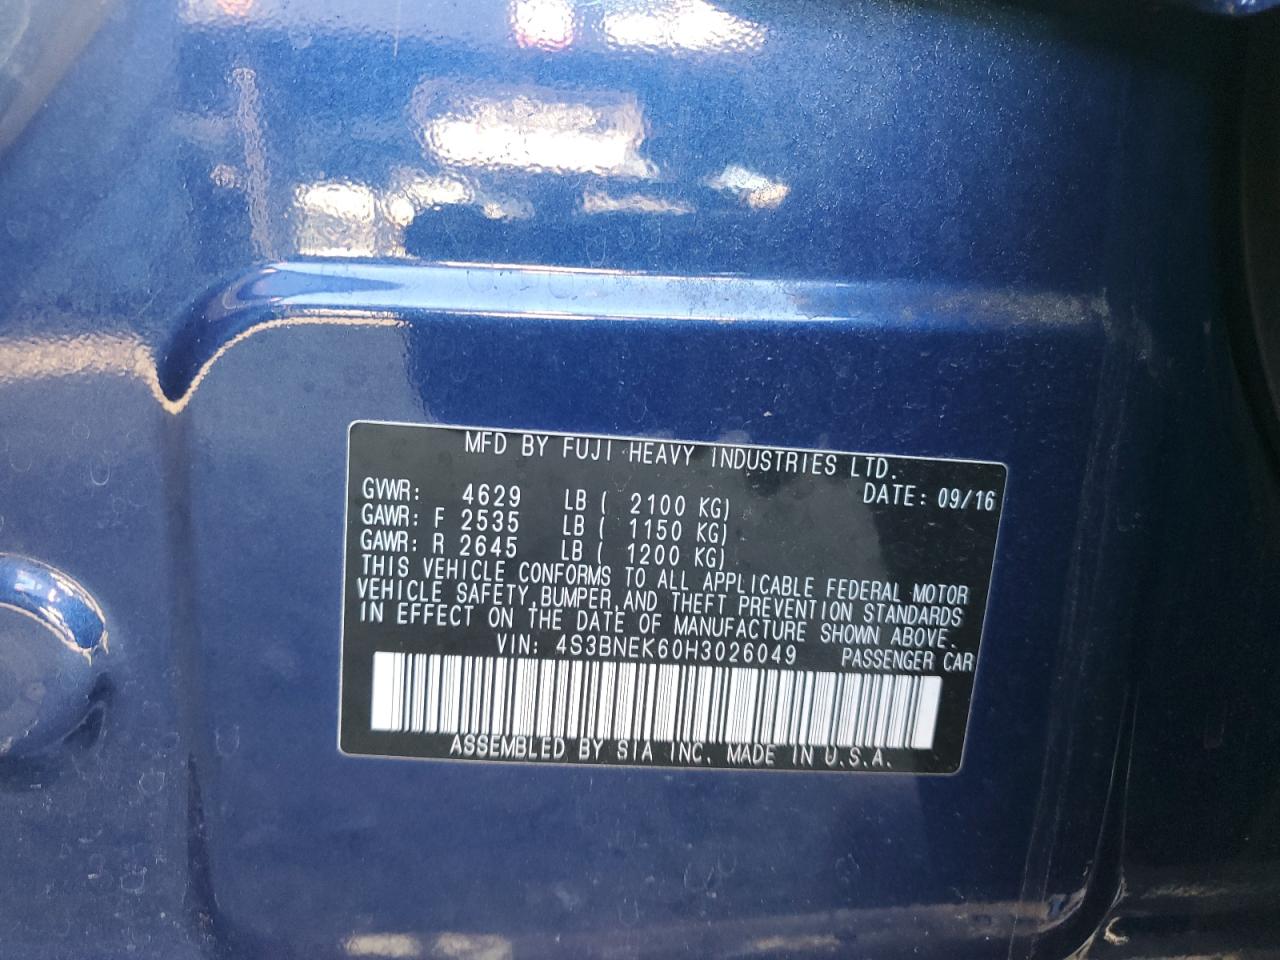 MFD BY FUJI HEAVY INDUSTRIES LTD.
GVWR: 4629 LB ( 2100 KG) DATE: 09/16
GAWR: F 2535 LB ( 1150 KG)
GAWR: R 2645 LB ( 1200 KG)
THIS VEHICLE CONFORMS TO ALL APPLICABLE FEDERAL MOTOR
VEHICLE SAFETY,BUMPER,AND THEFT PREVENTION STANDARDS
IN EFFECT ON THE DATE OF MANUFACTURE SHOWN ABOVE.
VIN: 4S3BNEK60H3026049 PASSENGER CAR
ASSEMBLED BY SIA INC. MADE IN U.S.A.